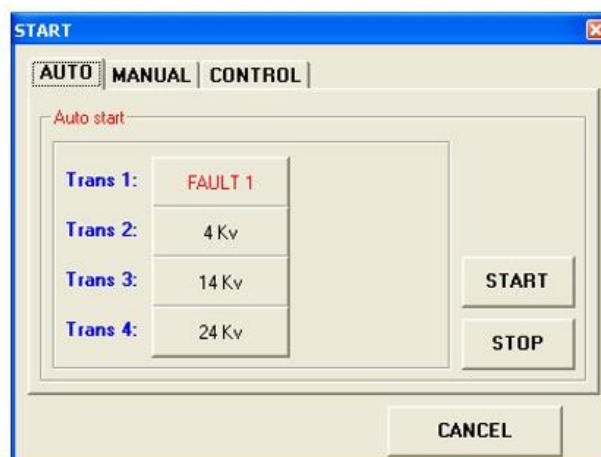 START
AUTO MANUAL CONTROL
Auto start
Trans 1: FAULT 1
Trans 2: 4 Kv
Trans 3: 14 Kv
Trans 4: 24 Kv
START
STOP
CANCEL